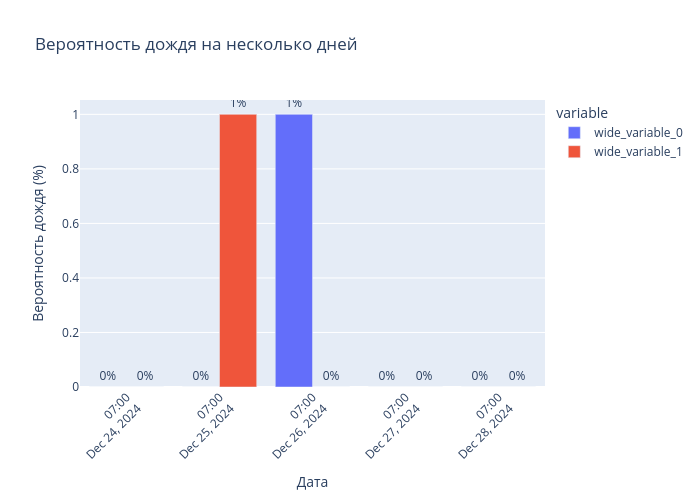 Вероятность дождя на несколько дней
variable
wide_variable_0
wide_variable_1
Вероятность дождя (%)
1
0.8
0.6
0.4
0.2
0
0% 0% 0% 1% 1% 0% 0% 0% 0% 0%
07:00
Dec 24, 2024
07:00
Dec 25, 2024
07:00
Dec 26, 2024
07:00
Dec 27, 2024
07:00
Dec 28, 2024
Дата